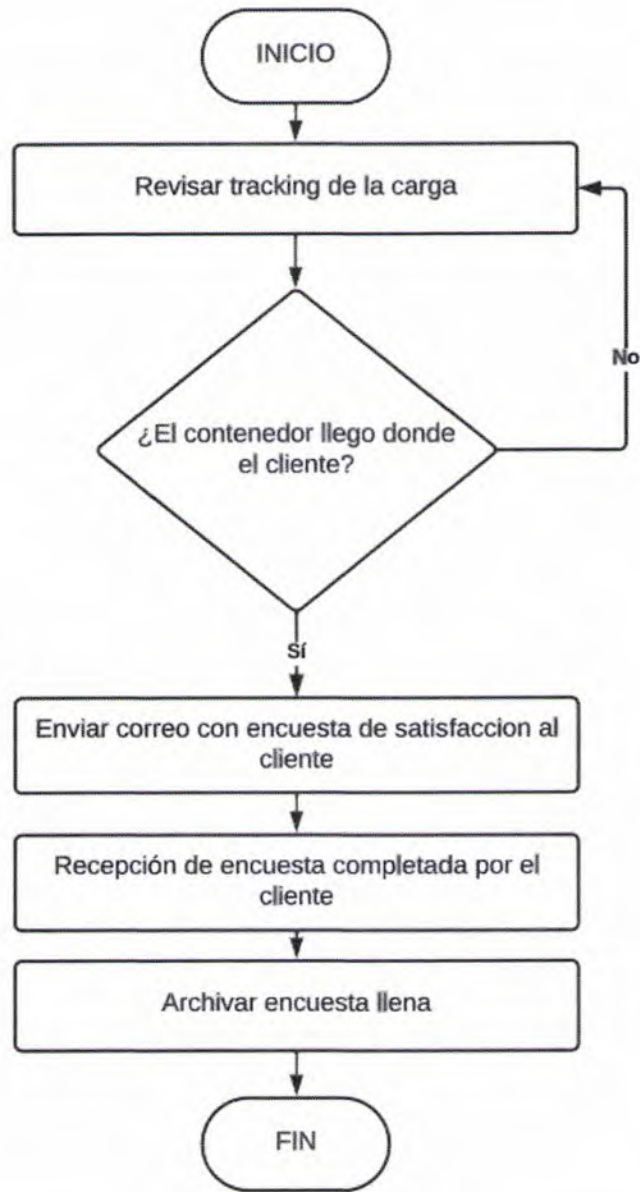 INICIO
Revisar tracking de la carga
No
¿El contenedor llego donde
el cliente?
Sí
Enviar correo con encuesta de satisfaccion al
cliente
Recepción de encuesta completada por el
cliente
Archivar encuesta llena
FIN